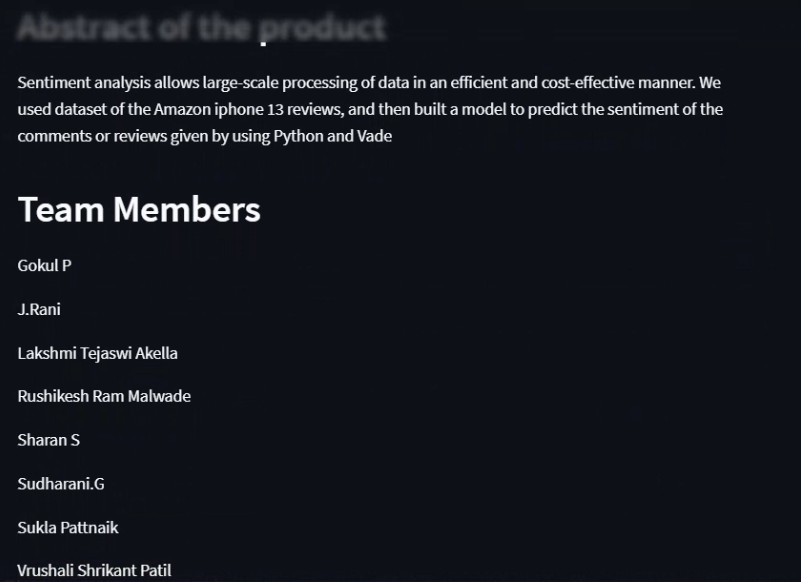 Abstract of the product
Sentiment analysis allows large-scale processing of data in an efficient and cost-effective manner. We
used dataset of the Amazon iphone 13 reviews, and then built a model to predict the sentiment of the
comments or reviews given by using Python and Vade
Team Members
Gokul P
J.Rani
Lakshmi Tejaswi Akella
Rushikesh Ram Malwade
Sharan S
Sudharani.G
Sukla Pattnaik
Vrushali Shrikant Patil